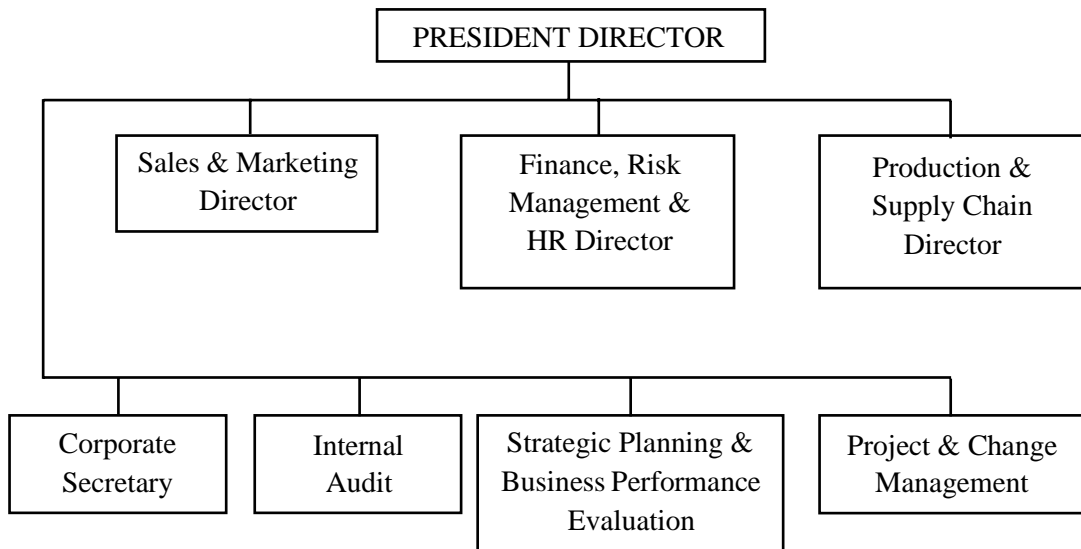 PRESIDENT DIRECTOR
Sales & Marketing
Director
Finance, Risk
Management &
HR Director
Production &
Supply Chain
Director
Corporate
Secretary
Internal
Audit
Strategic Planning &
Business Performance
Evaluation
Project & Change
Management